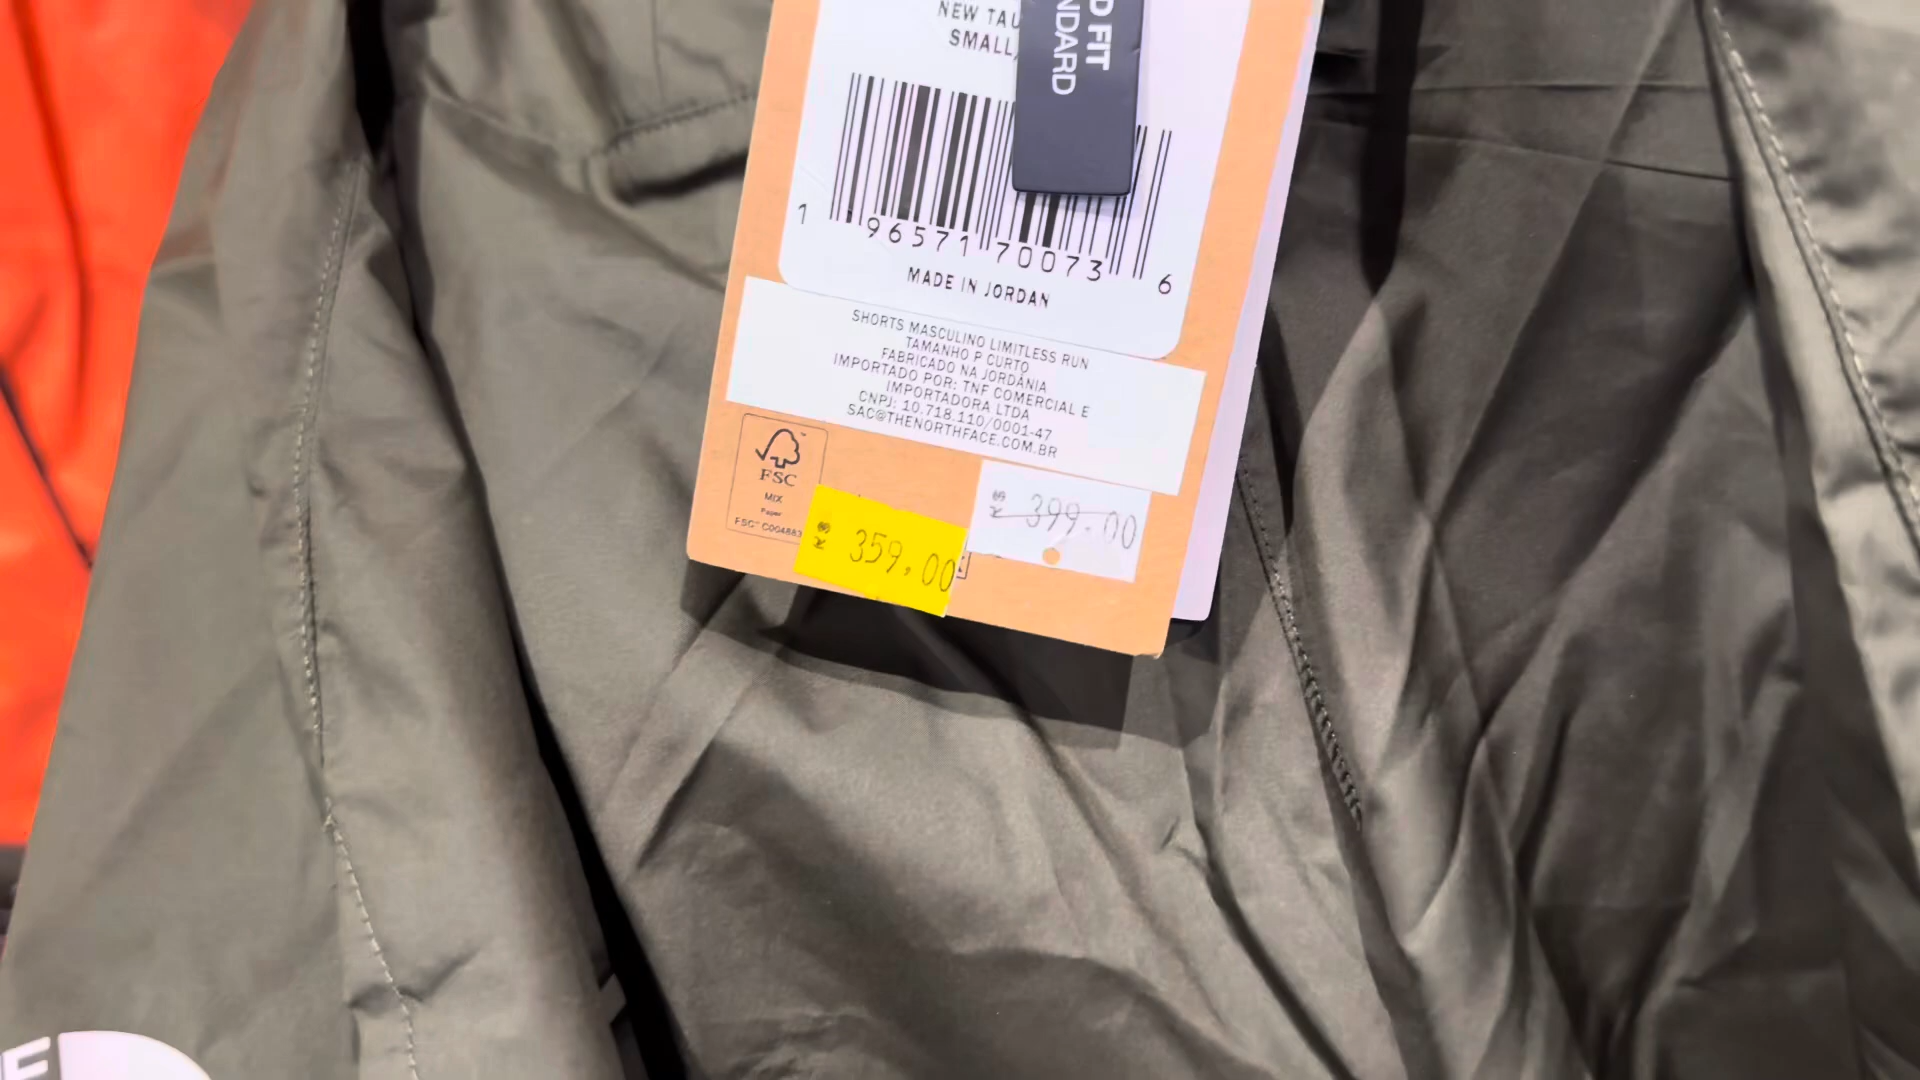 NEW TAU
SMALL,
D FIT
NDARD
1 96571 70073 6
MADE IN JORDAN
SHORTS MASCULINO LIMITLESS RUN
TAMANHO P CURTO
FABRICADO NA JORDÂNIA
IMPORTADO POR: TNF COMERCIAL E
IMPORTADORA LTDA
CNPJ: 10.718.110/0001-47
SAC@THENORTHFACE.COM.BR
FSC
MIX
Paper
FSC™ C004883
R$ 399.00
R$ 359,00